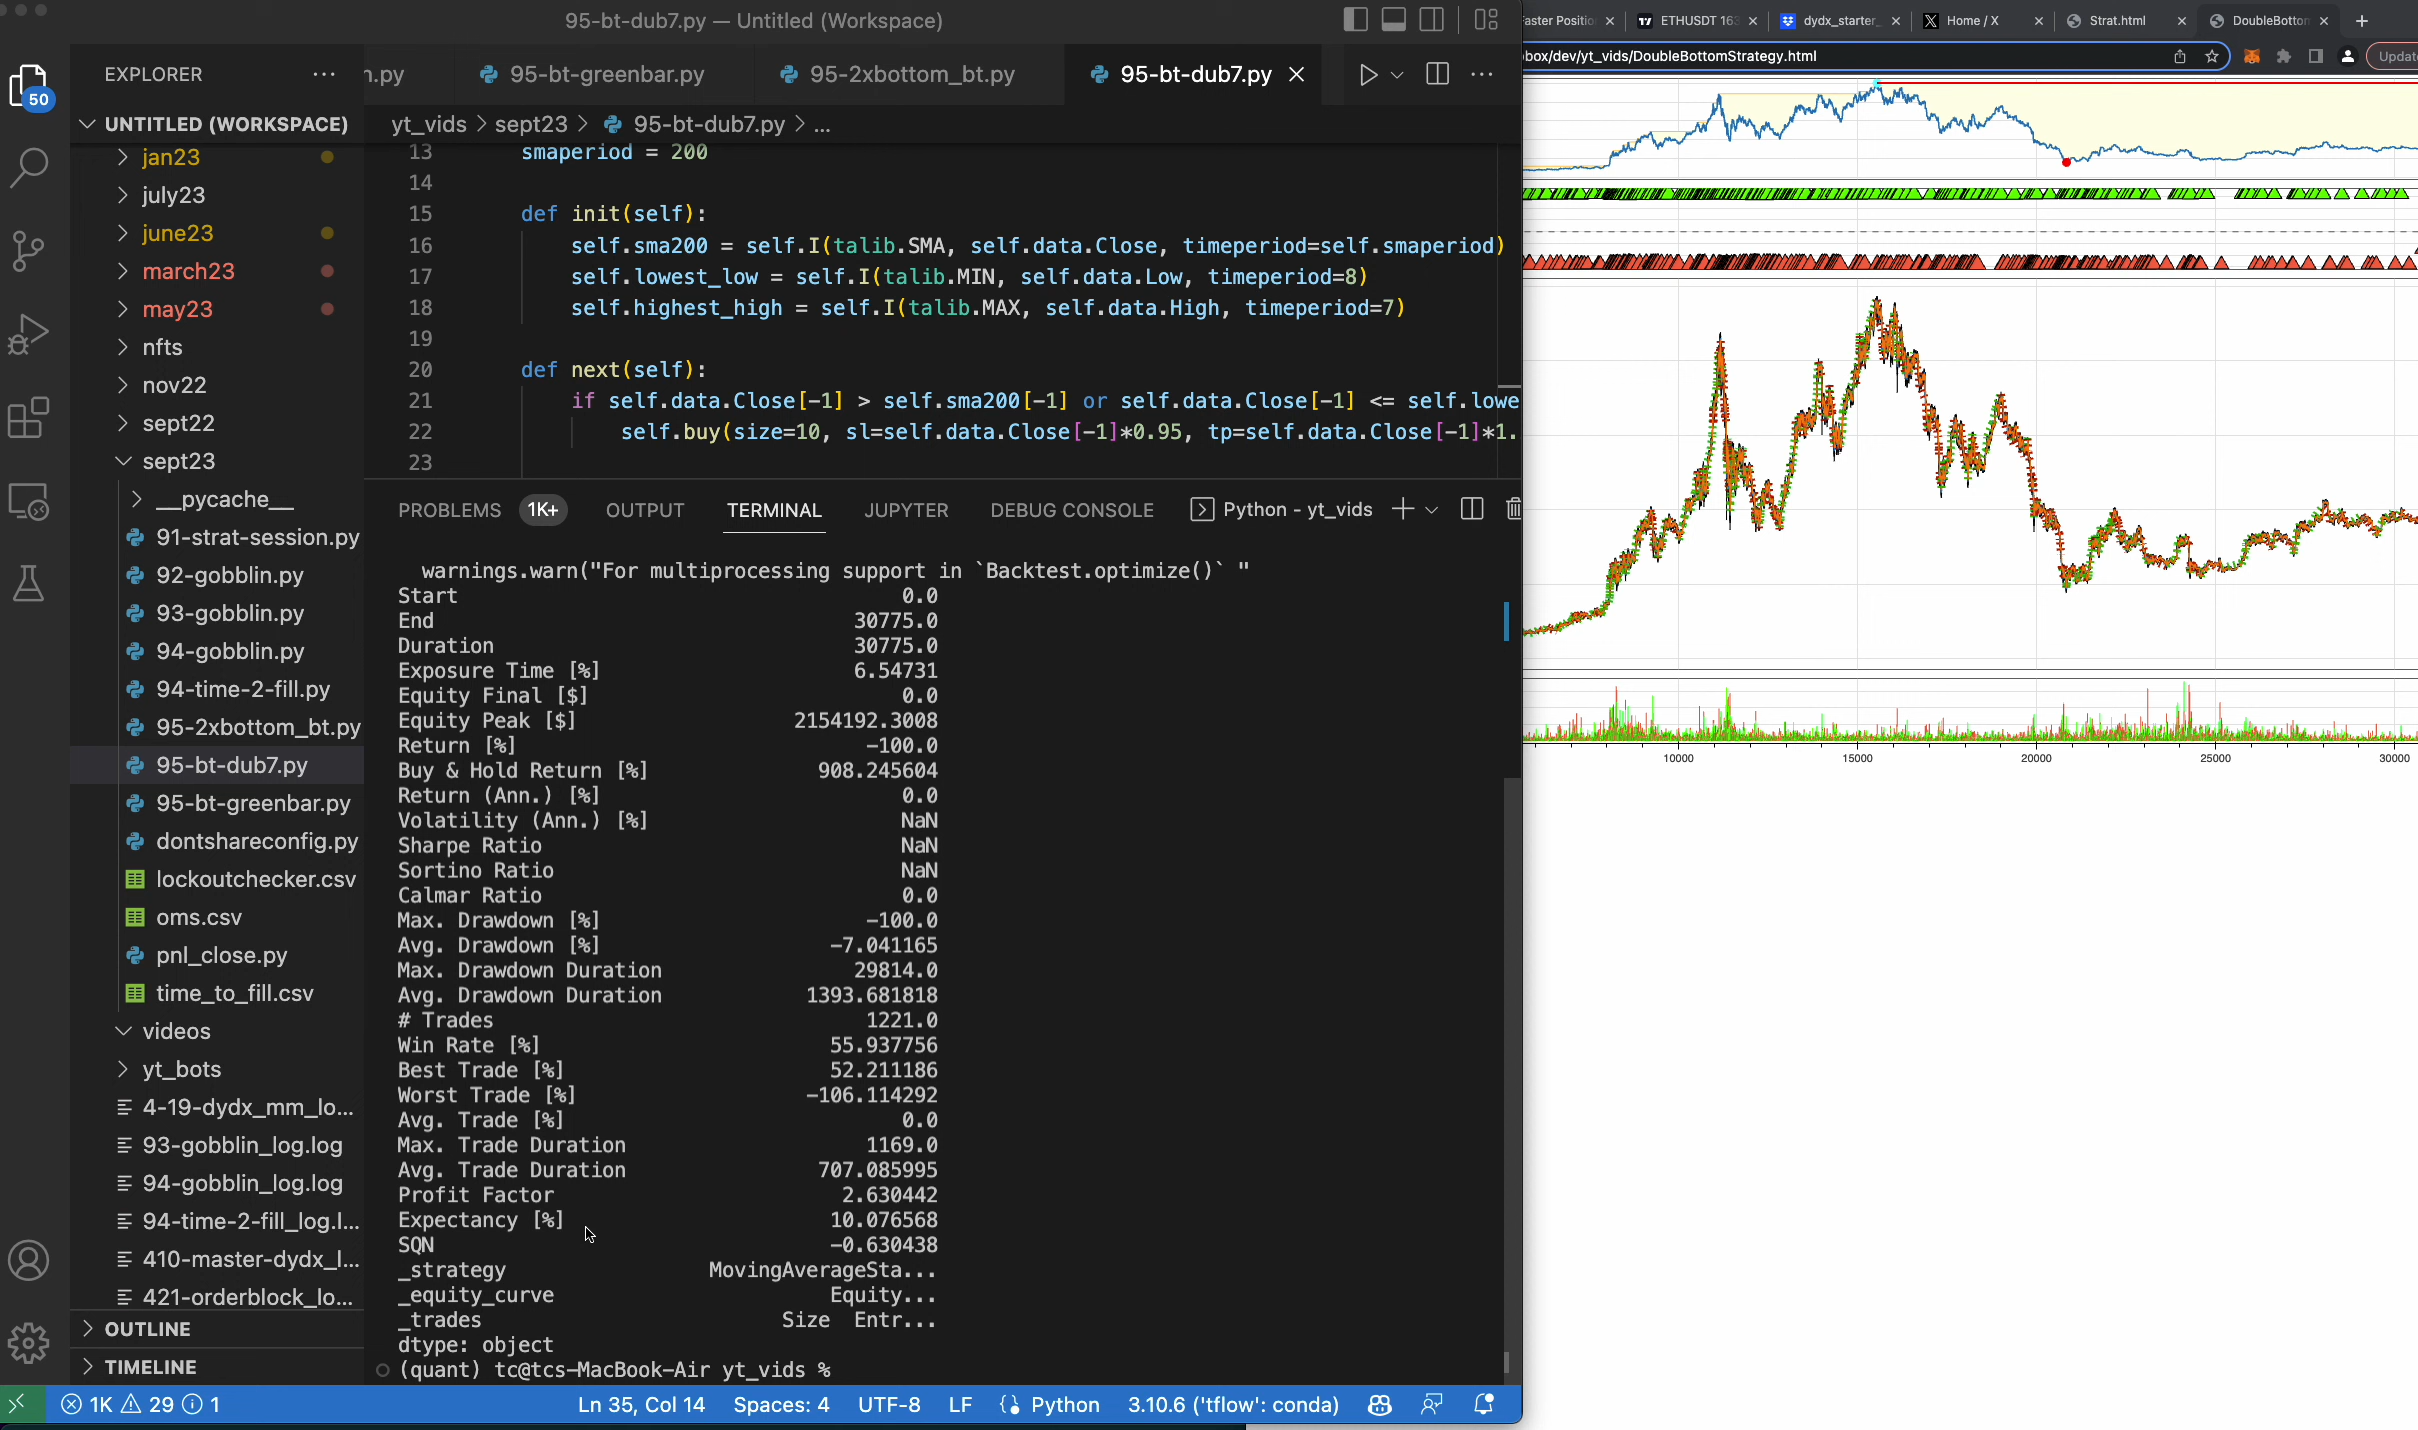 95-bt-dub7.py — Untitled (Workspace)
50
EXPLORER
UNTITLED (WORKSPACE)
jan23
july23
june23
march23
may23
nfts
nov22
sept22
sept23
__pycache__
91-strat-session.py
92-gobblin.py
93-gobblin.py
94-gobblin.py
94-time-2-fill.py
95-2xbottom_bt.py
95-bt-dub7.py
95-bt-greenbar.py
dontshareconfig.py
lockoutchecker.csv
oms.csv
pnl_close.py
time_to_fill.csv
videos
yt_bots
4-19-dydx_mm_lo...
93-gobblin_log.log
94-gobblin_log.log
94-time-2-fill_log.l...
410-master-dydx_l...
421-orderblock_lo...
OUTLINE
TIMELINE
n.py 95-bt-greenbar.py 95-2xbottom_bt.py 95-bt-dub7.py
yt_vids > sept23 > 95-bt-dub7.py > ...
13 smaperiod = 200
14
15 def init(self):
16 self.sma200 = self.I(talib.SMA, self.data.Close, timeperiod=self.smaperiod)
17 self.lowest_low = self.I(talib.MIN, self.data.Low, timeperiod=8)
18 self.highest_high = self.I(talib.MAX, self.data.High, timeperiod=7)
19
20 def next(self):
21 if self.data.Close[-1] > self.sma200[-1] or self.data.Close[-1] <= self.lowe
22 self.buy(size=10, sl=self.data.Close[-1]*0.95, tp=self.data.Close[-1]*1.
23
PROBLEMS 1K+ OUTPUT TERMINAL JUPYTER DEBUG CONSOLE Python - yt_vids
warnings.warn("For multiprocessing support in `Backtest.optimize()` "
Start 0.0
End 30775.0
Duration 30775.0
Exposure Time [%] 6.54731
Equity Final [$] 0.0
Equity Peak [$] 2154192.3008
Return [%] -100.0
Buy & Hold Return [%] 908.245604
Return (Ann.) [%] 0.0
Volatility (Ann.) [%] NaN
Sharpe Ratio NaN
Sortino Ratio NaN
Calmar Ratio 0.0
Max. Drawdown [%] -100.0
Avg. Drawdown [%] -7.041165
Max. Drawdown Duration 29814.0
Avg. Drawdown Duration 1393.681818
# Trades 1221.0
Win Rate [%] 55.937756
Best Trade [%] 52.211186
Worst Trade [%] -106.114292
Avg. Trade [%] 0.0
Max. Trade Duration 1169.0
Avg. Trade Duration 707.085995
Profit Factor 2.630442
Expectancy [%] 10.076568
SQN -0.630438
_strategy MovingAverageSta...
_equity_curve Equity...
_trades Size Entr...
dtype: object
(quant) tc@tcs-MacBook-Air yt_vids %
1K 29 1 Ln 35, Col 14 Spaces: 4 UTF-8 LF Python 3.10.6 ('tflow': conda)
Faster Positio ETHUSDT 163 dydx_starter_ Home / X Strat.html DoubleBottom
box/dev/yt_vids/DoubleBottomStrategy.html Update
10000 15000 20000 25000 30000